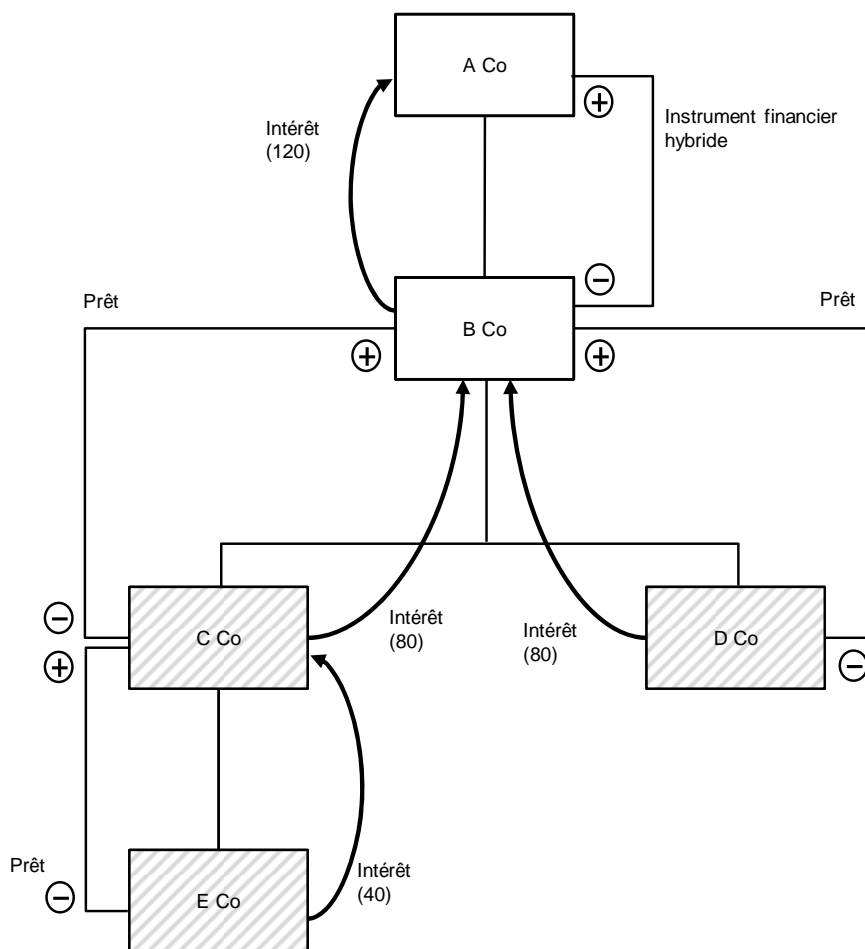 A Co
+
Instrument financier
hybride
Intérêt
(120)
−
Prêt
B Co
Prêt
+
+
−
C Co
Intérêt
(80)
Intérêt
(80)
D Co
−
+
Prêt
−
E Co
Intérêt
(40)